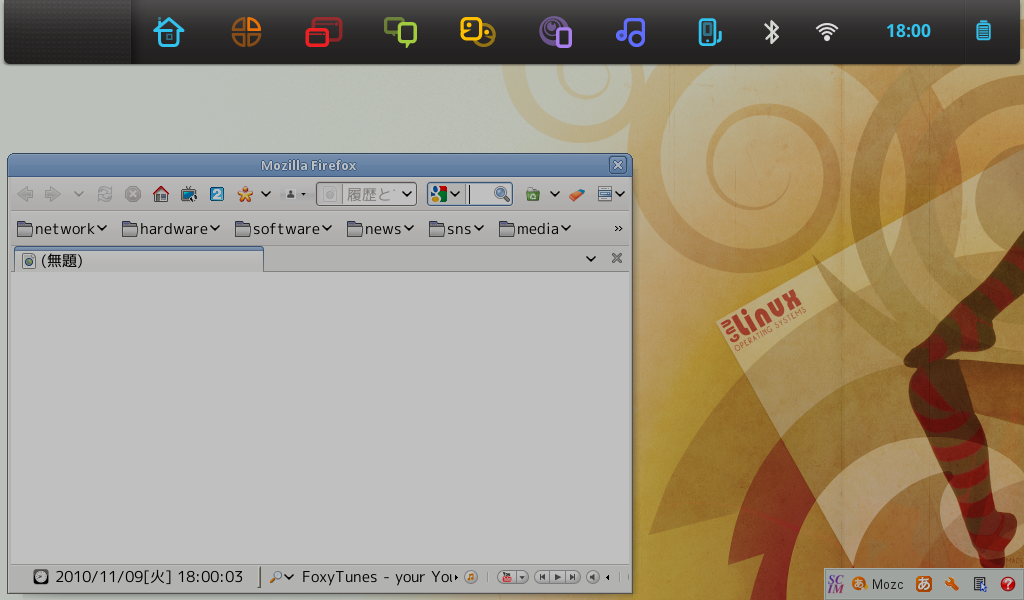 18:00
Mozilla Firefox
履歴と
network hardware software news sns media »
(無題)
GNU Linux
OPERATING SYSTEMS
2010/11/09[火] 18:00:03 FoxyTunes - your You
SCIM あ Mozc あ